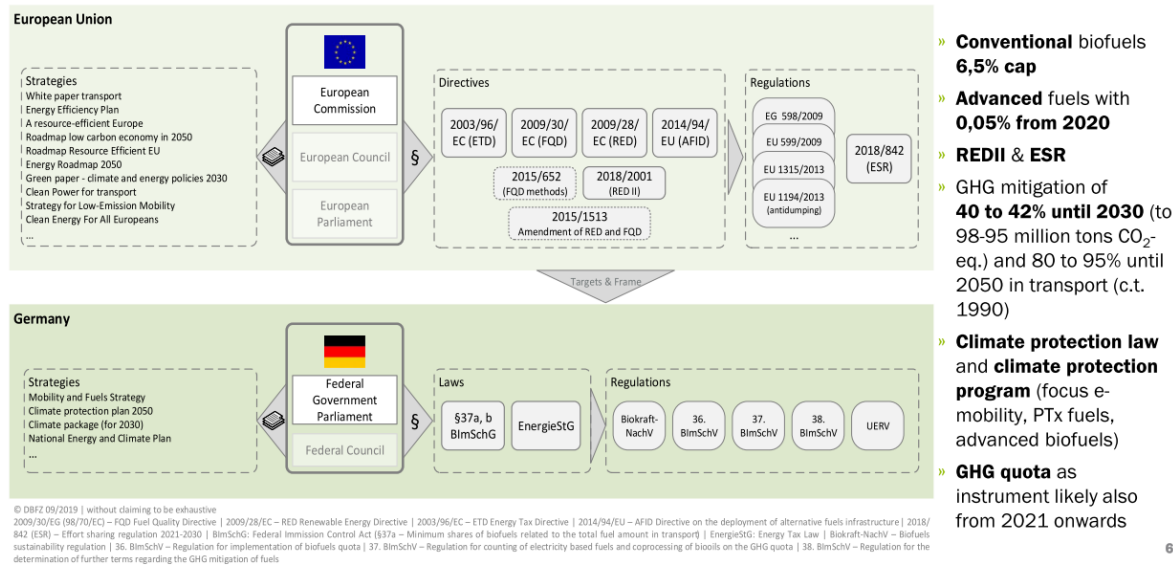 European Union
Strategies
White paper transport
Energy Efficiency Plan
A resource-efficient Europe
Roadmap low carbon economy in 2050
Roadmap Resource Efficient EU
Energy Roadmap 2050
Green paper - climate and energy policies 2030
Clean Power for transport
Strategy for Low-Emission Mobility
Clean Energy For All Europeans
...
European
Commission
European Council
European
Parliament
§
Directives
2003/96/
EC (ETD)
2009/30/
EC (FQD)
2009/28/
EC (RED)
2014/94/
EU (AFID)
2015/652
(FQD methods)
2018/2001
(RED II)
2015/1513
Amendment of RED and FQD
Regulations
EG 598/2009
EU 599/2009
EU 1315/2013
EU 1194/2013
(antidumping)
...
2018/842
(ESR)
Targets & Frame
Germany
Strategies
Mobility and Fuels Strategy
Climate protection plan 2050
Climate package (for 2030)
National Energy and Climate Plan
...
Federal
Government
Parliament
Federal Council
§
Laws
§37a, b
BImSchG
EnergieStG
Regulations
Biokraft-
NachV
36.
BImSchV
37.
BImSchV
38.
BImSchV
UERV
» Conventional biofuels
6,5% cap
» Advanced fuels with
0,05% from 2020
» REDII & ESR
» GHG mitigation of
40 to 42% until 2030 (to
98-95 million tons CO2-
eq.) and 80 to 95% until
2050 in transport (c.t.
1990)
» Climate protection law
and climate protection
program (focus e-
mobility, PTx fuels,
advanced biofuels)
» GHG quota as
instrument likely also
from 2021 onwards
© DBFZ 09/2019 | without claiming to be exhaustive
2009/30/EG (98/70/EC) – FQD Fuel Quality Directive | 2009/28/EC – RED Renewable Energy Directive | 2003/96/EC – ETD Energy Tax Directive | 2014/94/EU – AFID Directive on the deployment of alternative fuels infrastructure | 2018/
842 (ESR) – Effort sharing regulation 2021-2030 | BImSchG: Federal Immission Control Act (§37a – Minimum shares of biofuels related to the total fuel amount in transport) | EnergieStG: Energy Tax Law | Biokraft-NachV – Biofuels
sustainability regulation | 36. BImSchV – Regulation for implementation of biofuels quota | 37. BImSchV – Regulation for counting of electricity based fuels and coprocessing of biooils on the GHG quota | 38. BImSchV – Regulation for the
determination of further terms regarding the GHG mitigation of fuels
6